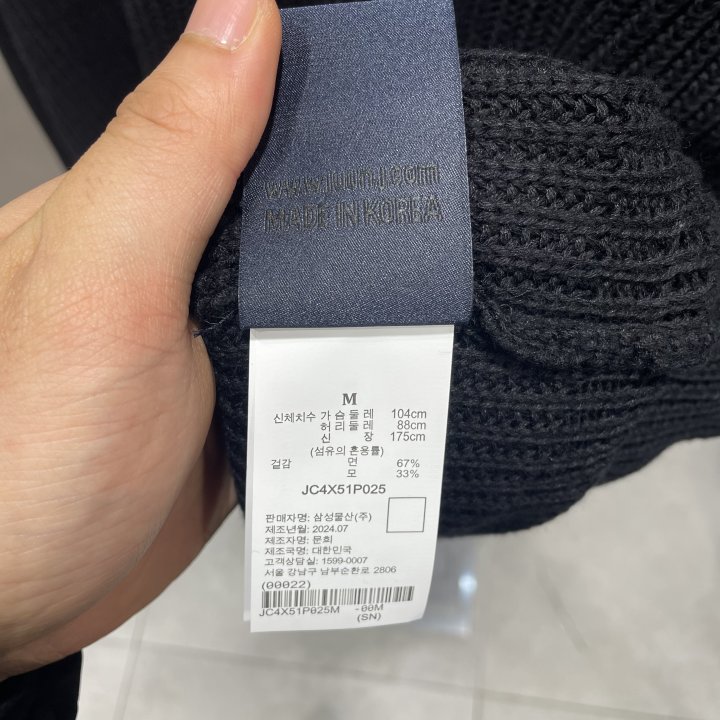 www.juunj.com
MADE IN KOREA
M
신체치수 가 슴 둘 레 104cm
허 리 둘 레 88cm
신 장 175cm
(섬유의 혼용률)
겉감 면 67%
모 33%
JC4X51P025
판매자명: 삼성물산(주)
제조년월: 2024.07
제조자명: 문희
제조국명: 대한민국
고객상담실: 1599-0007
서울 강남구 남부순환로 2806
(00022)
JC4X51P025M -00M
(SN)